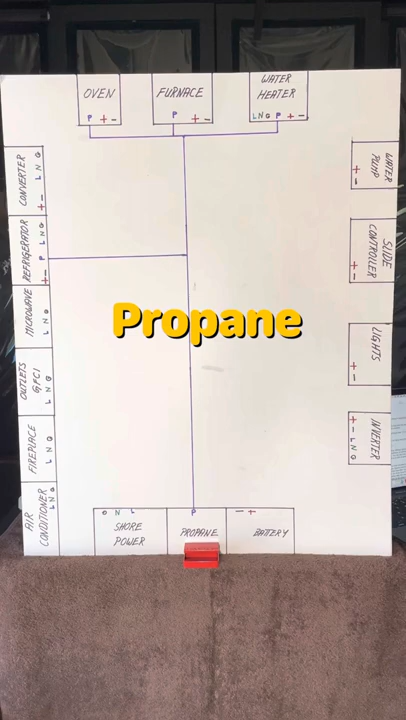 OVEN
P + -
FURNACE
P + -
WATER
HEATER
LNG P + -
CONVERTER
+ - L N G
REFRIGERATOR
+ - P L N G
MICROWAVE
L N G
OUTLETS
GFCI
L N G
FIREPLACE
L N G
AIR
CONDITIONER
L N G
WATER
PUMP
+ -
SLIDE
CONTROLLER
+ -
LIGHTS
+ -
INVERTER
+ - L N G
Propane
G N L
SHORE
POWER
P
PROPANE
- +
BATTERY